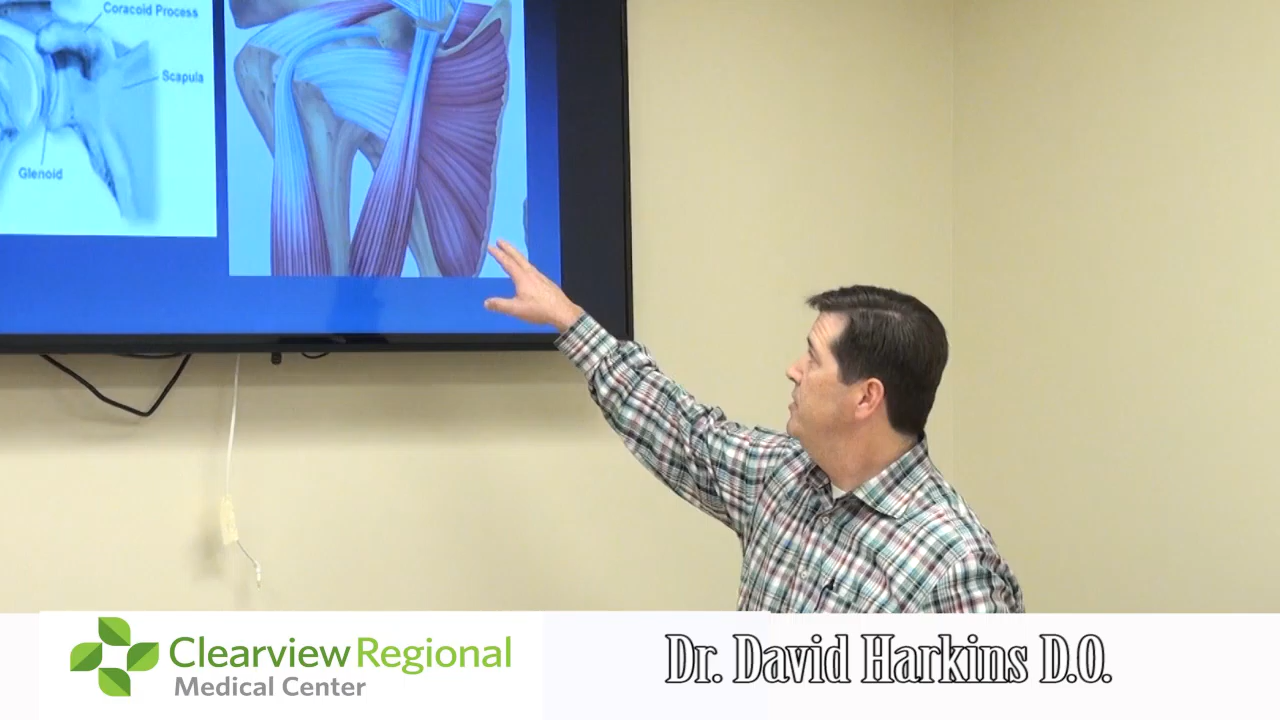 Coracoid Process
Scapula
Glenoid
Clearview Regional
Medical Center
Dr. David Harkins D.O.